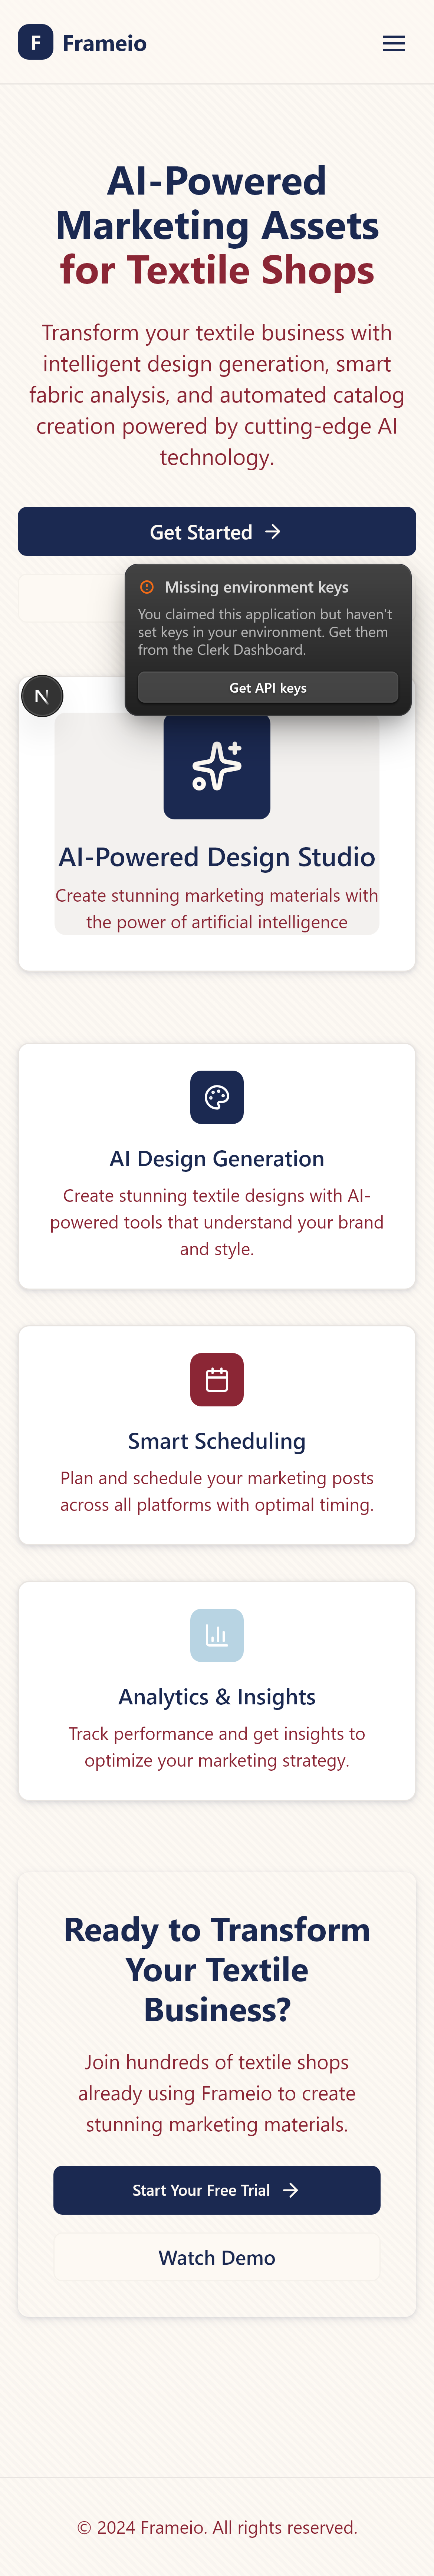 F Frameio
AI-Powered
Marketing Assets
for Textile Shops
Transform your textile business with
intelligent design generation, smart
fabric analysis, and automated catalog
creation powered by cutting-edge AI
technology.
Get Started
Missing environment keys
You claimed this application but haven't
set keys in your environment. Get them
from the Clerk Dashboard.
Get API keys
N
AI-Powered Design Studio
Create stunning marketing materials with
the power of artificial intelligence
AI Design Generation
Create stunning textile designs with AI-
powered tools that understand your brand
and style.
Smart Scheduling
Plan and schedule your marketing posts
across all platforms with optimal timing.
Analytics & Insights
Track performance and get insights to
optimize your marketing strategy.
Ready to Transform
Your Textile
Business?
Join hundreds of textile shops
already using Frameio to create
stunning marketing materials.
Start Your Free Trial
Watch Demo
© 2024 Frameio. All rights reserved.